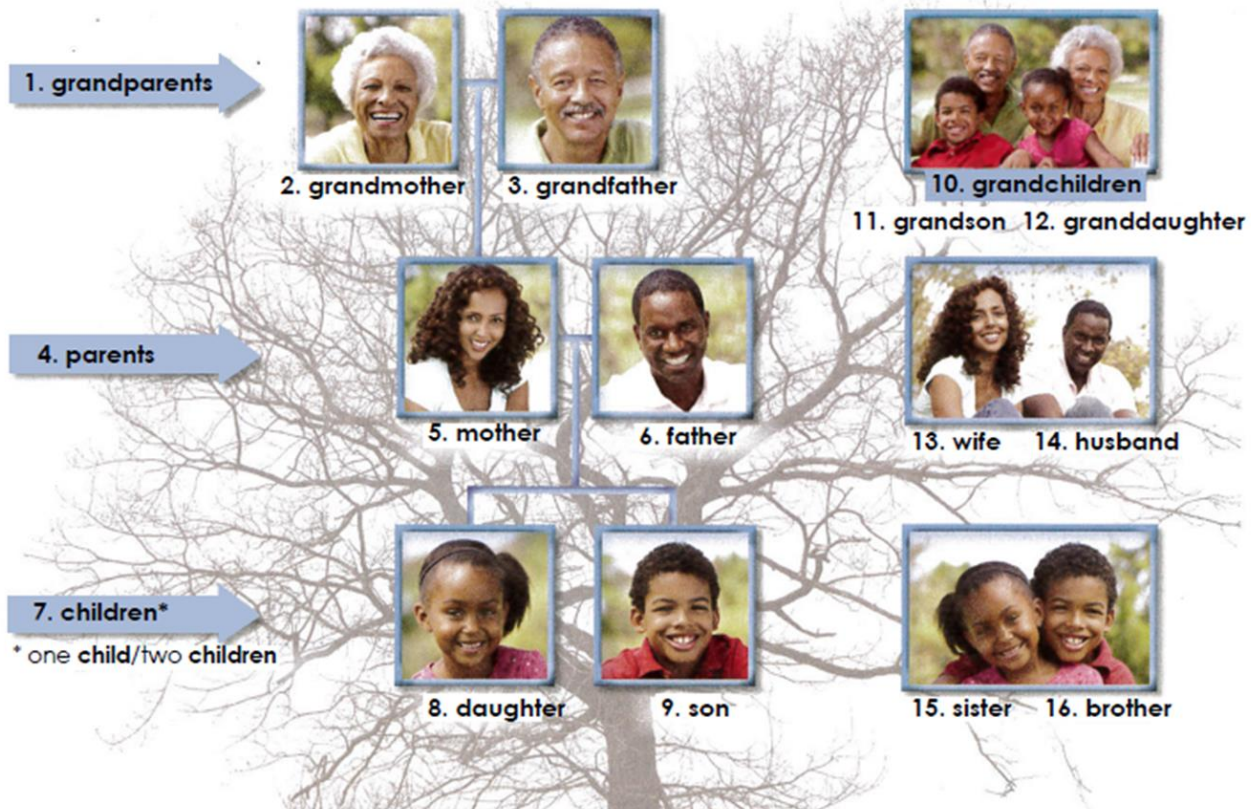 1. grandparents
2. grandmother
3. grandfather
10. grandchildren
11. grandson 12. granddaughter
4. parents
5. mother
6. father
13. wife 14. husband
7. children*
* one child/two children
8. daughter
9. son
15. sister 16. brother